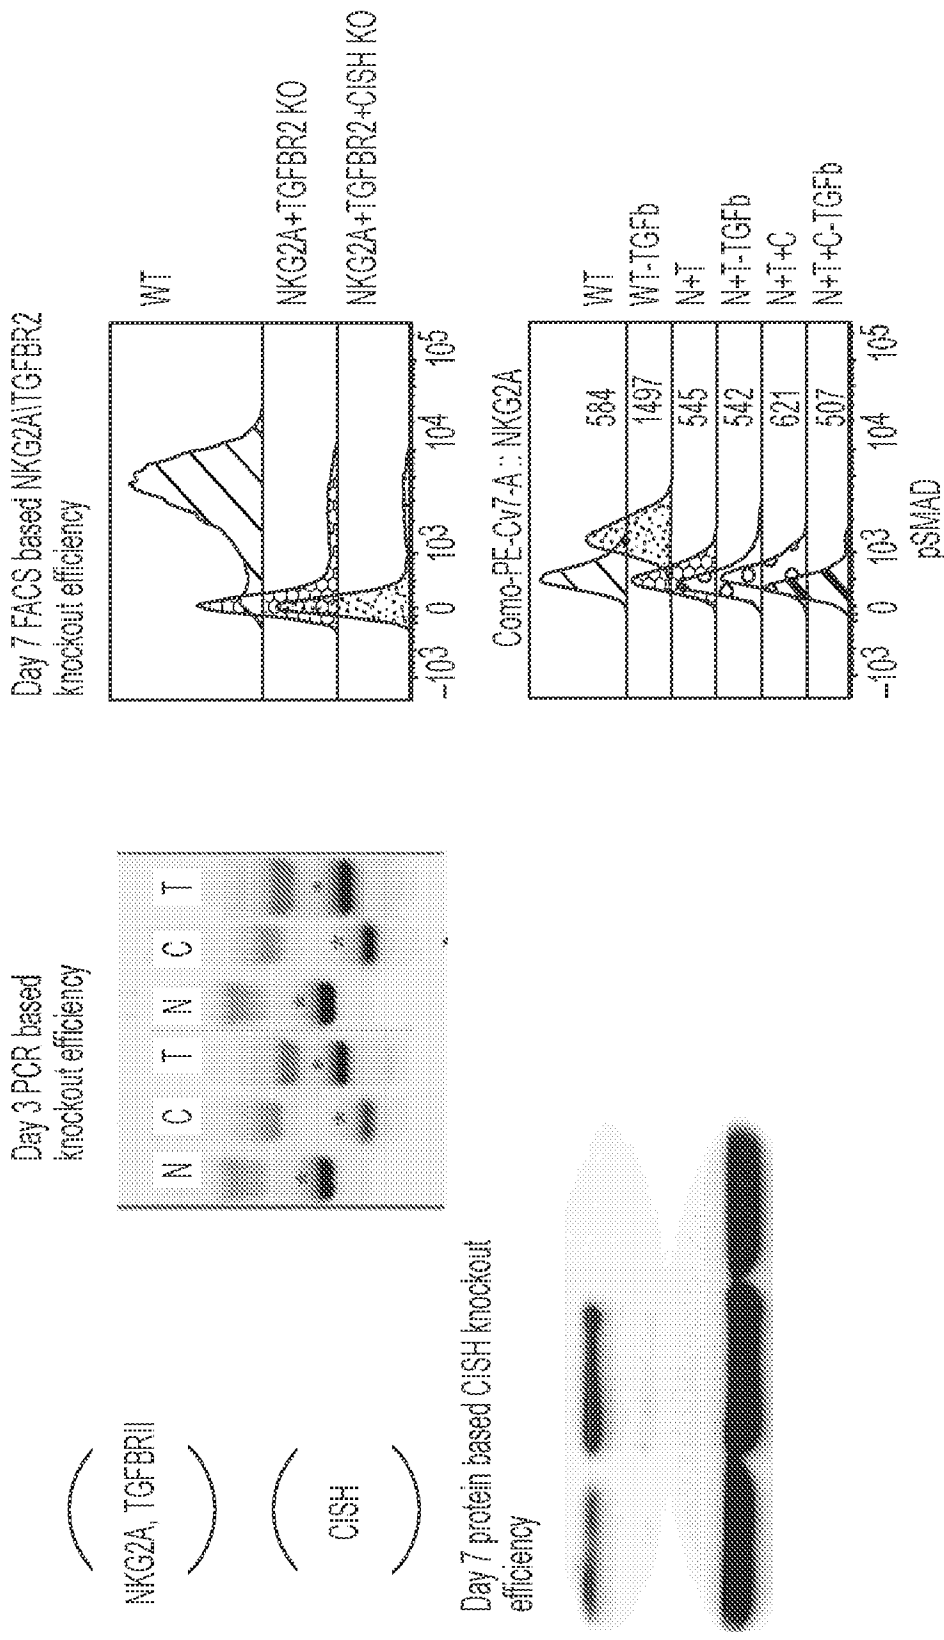 NKG2A, TGFBRII
CISH
Day 3 PCR based
knockout efficiency
N C T N C T
Day 7 FACS based NKG2A\TGFBR2
knockout efficiency
WT
NKG2A+TGFBR2 KO
NKG2A+TGFBR2+CISH KO
-10³ 0 10³ 10⁴ 10⁵
Day 7 protein based CISH knockout
efficiency
Comp-PE-Cy7-A :: NKG2A
584 WT
1497 WT-TGFb
545 N+T
542 N+T-TGFb
621 N+T+C
507 N+T+C-TGFb
-10³ 0 10³ 10⁴ 10⁵
pSMAD